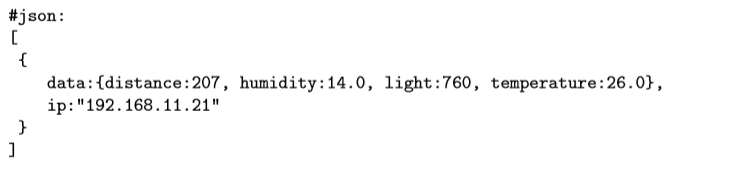 #json:
[
{
data:{distance:207, humidity:14.0, light:760, temperature:26.0},
ip:"192.168.11.21"
}
]